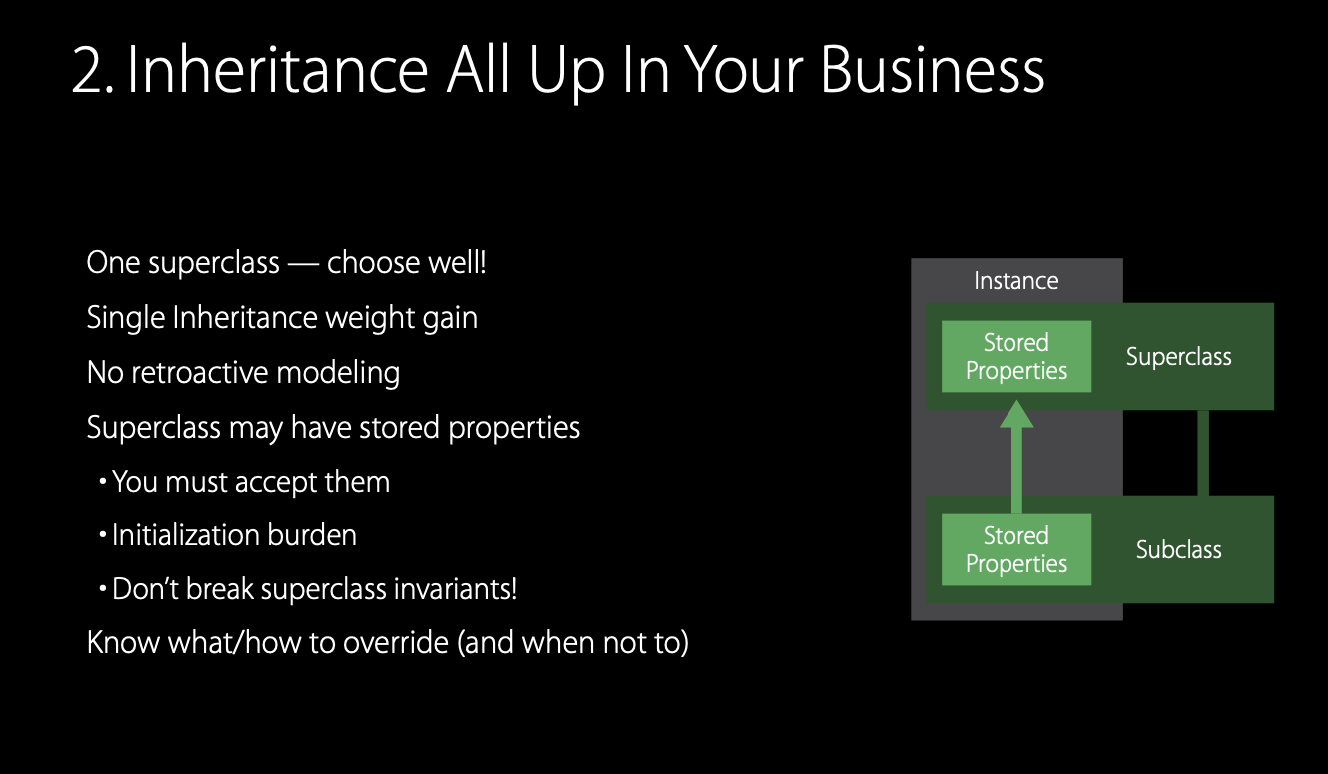 2. Inheritance All Up In Your Business
One superclass — choose well!
Single Inheritance weight gain
No retroactive modeling
Superclass may have stored properties
• You must accept them
• Initialization burden
• Don’t break superclass invariants!
Know what/how to override (and when not to)
Instance
Stored
Properties
Superclass
Stored
Properties
Subclass